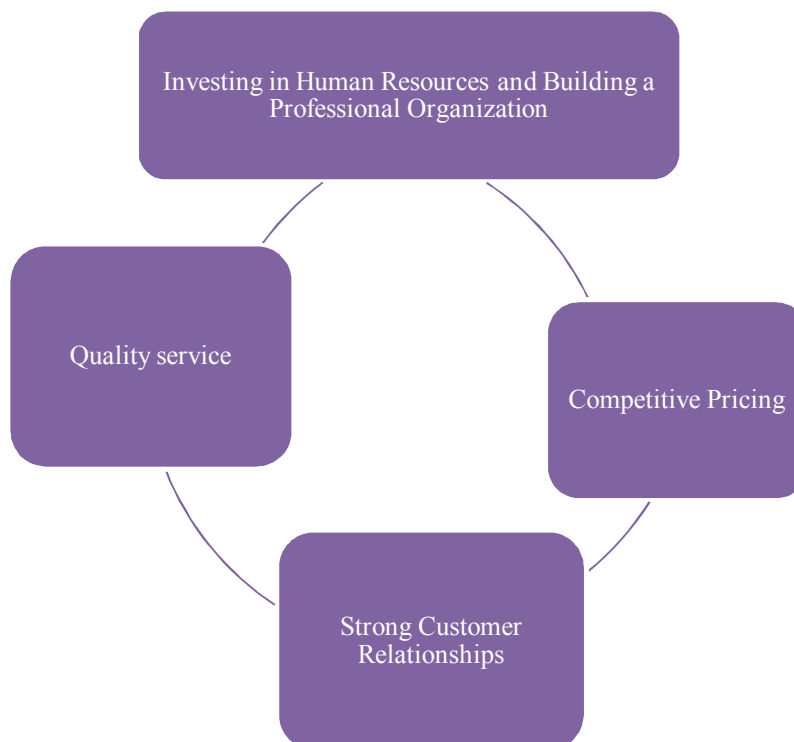 Investing in Human Resources and Building a
Professional Organization
Quality service
Competitive Pricing
Strong Customer
Relationships